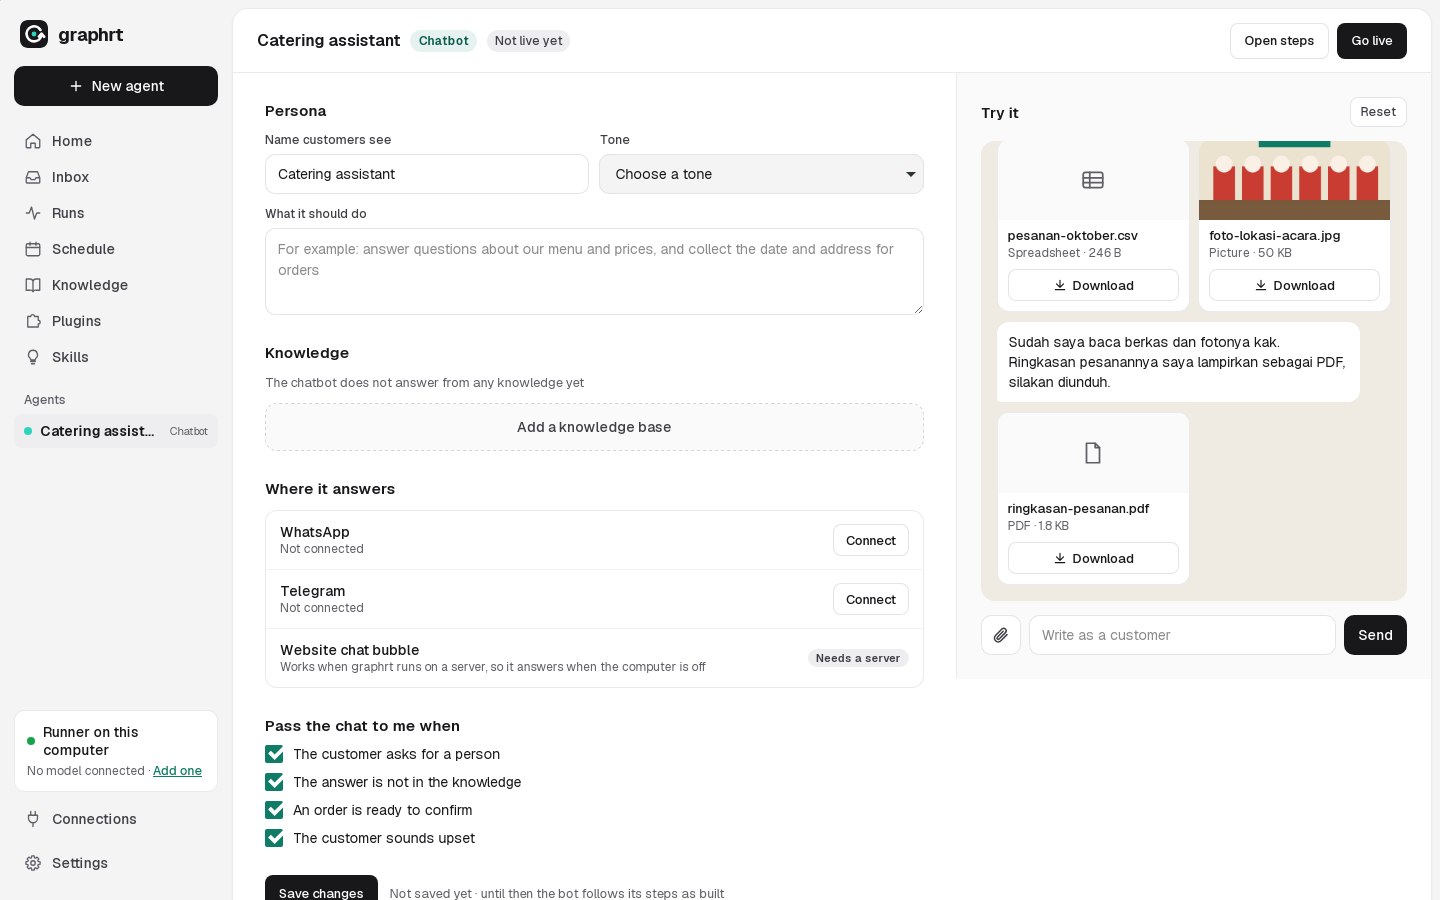 graphrt
New agent
Home
Inbox
Runs
Schedule
Knowledge
Plugins
Skills
Agents
Catering assist... Chatbot
Runner on this
computer
No model connected · Add one
Connections
Settings
Catering assistant Chatbot Not live yet
Open steps Go live
Persona
Name customers see Tone
Catering assistant Choose a tone
What it should do
For example: answer questions about our menu and prices, and collect the date and address for
orders
Knowledge
The chatbot does not answer from any knowledge yet
Add a knowledge base
Where it answers
WhatsApp
Not connected
Connect
Telegram
Not connected
Connect
Website chat bubble
Works when graphrt runs on a server, so it answers when the computer is off
Needs a server
Pass the chat to me when
The customer asks for a person
The answer is not in the knowledge
An order is ready to confirm
The customer sounds upset
Save changes Not saved yet · until then the bot follows its steps as built
Try it Reset
pesanan-oktober.csv
Spreadsheet · 246 B
Download
foto-lokasi-acara.jpg
Picture · 50 KB
Download
Sudah saya baca berkas dan fotonya kak.
Ringkasan pesanannya saya lampirkan sebagai PDF,
silakan diunduh.
ringkasan-pesanan.pdf
PDF · 1.8 KB
Download
Write as a customer Send